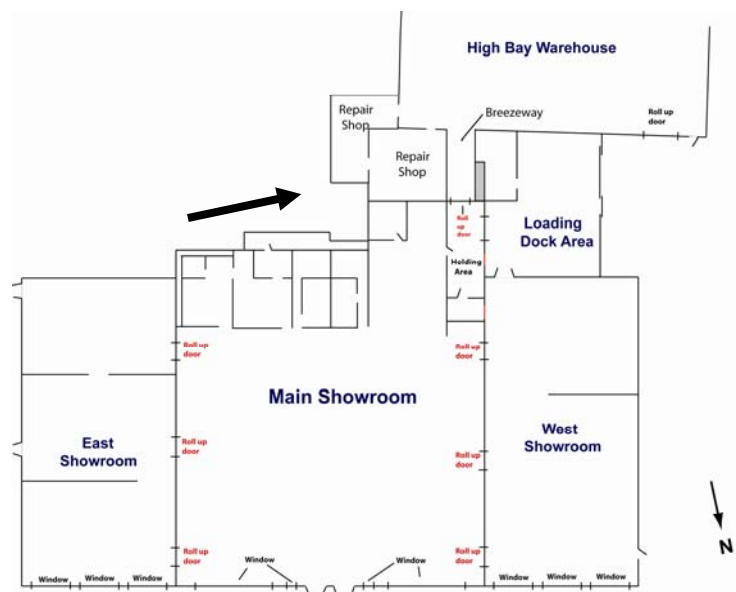 High Bay Warehouse
Repair
Shop
Breezeway
Roll up
door
Repair
Shop
Roll
up
door
Loading
Dock Area
Holding
Area
Roll up
door
Roll up
door
Main Showroom
East
Showroom
West
Showroom
Roll up
door
Roll up
door
N
Roll up
door
Roll up
door
Window
Window
Window
Window
Window
Window
Window
Window